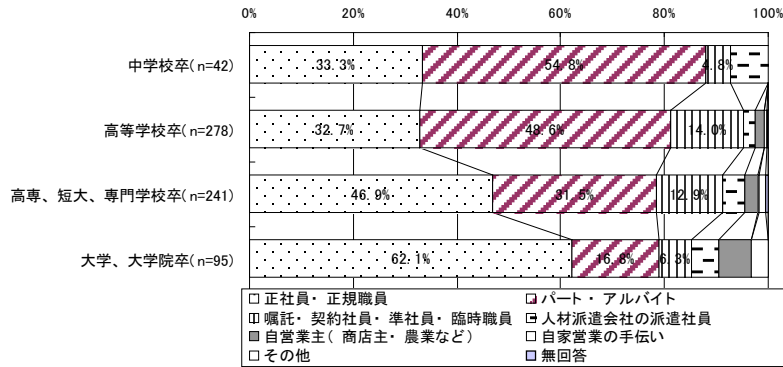 0% 20% 40% 60% 80% 100%
中学校卒(n=42) 33.3% 54.8% 4.8%
高等学校卒(n=278) 32.7% 48.6% 14.0%
高専、短大、専門学校卒(n=241) 46.9% 31.5% 12.9%
大学、大学院卒(n=95) 62.1% 16.8% 6.3%
正社員・正規職員 パート・アルバイト
嘱託・契約社員・準社員・臨時職員 人材派遣会社の派遣社員
自営業主(商店主・農業など) 自家営業の手伝い
その他 無回答